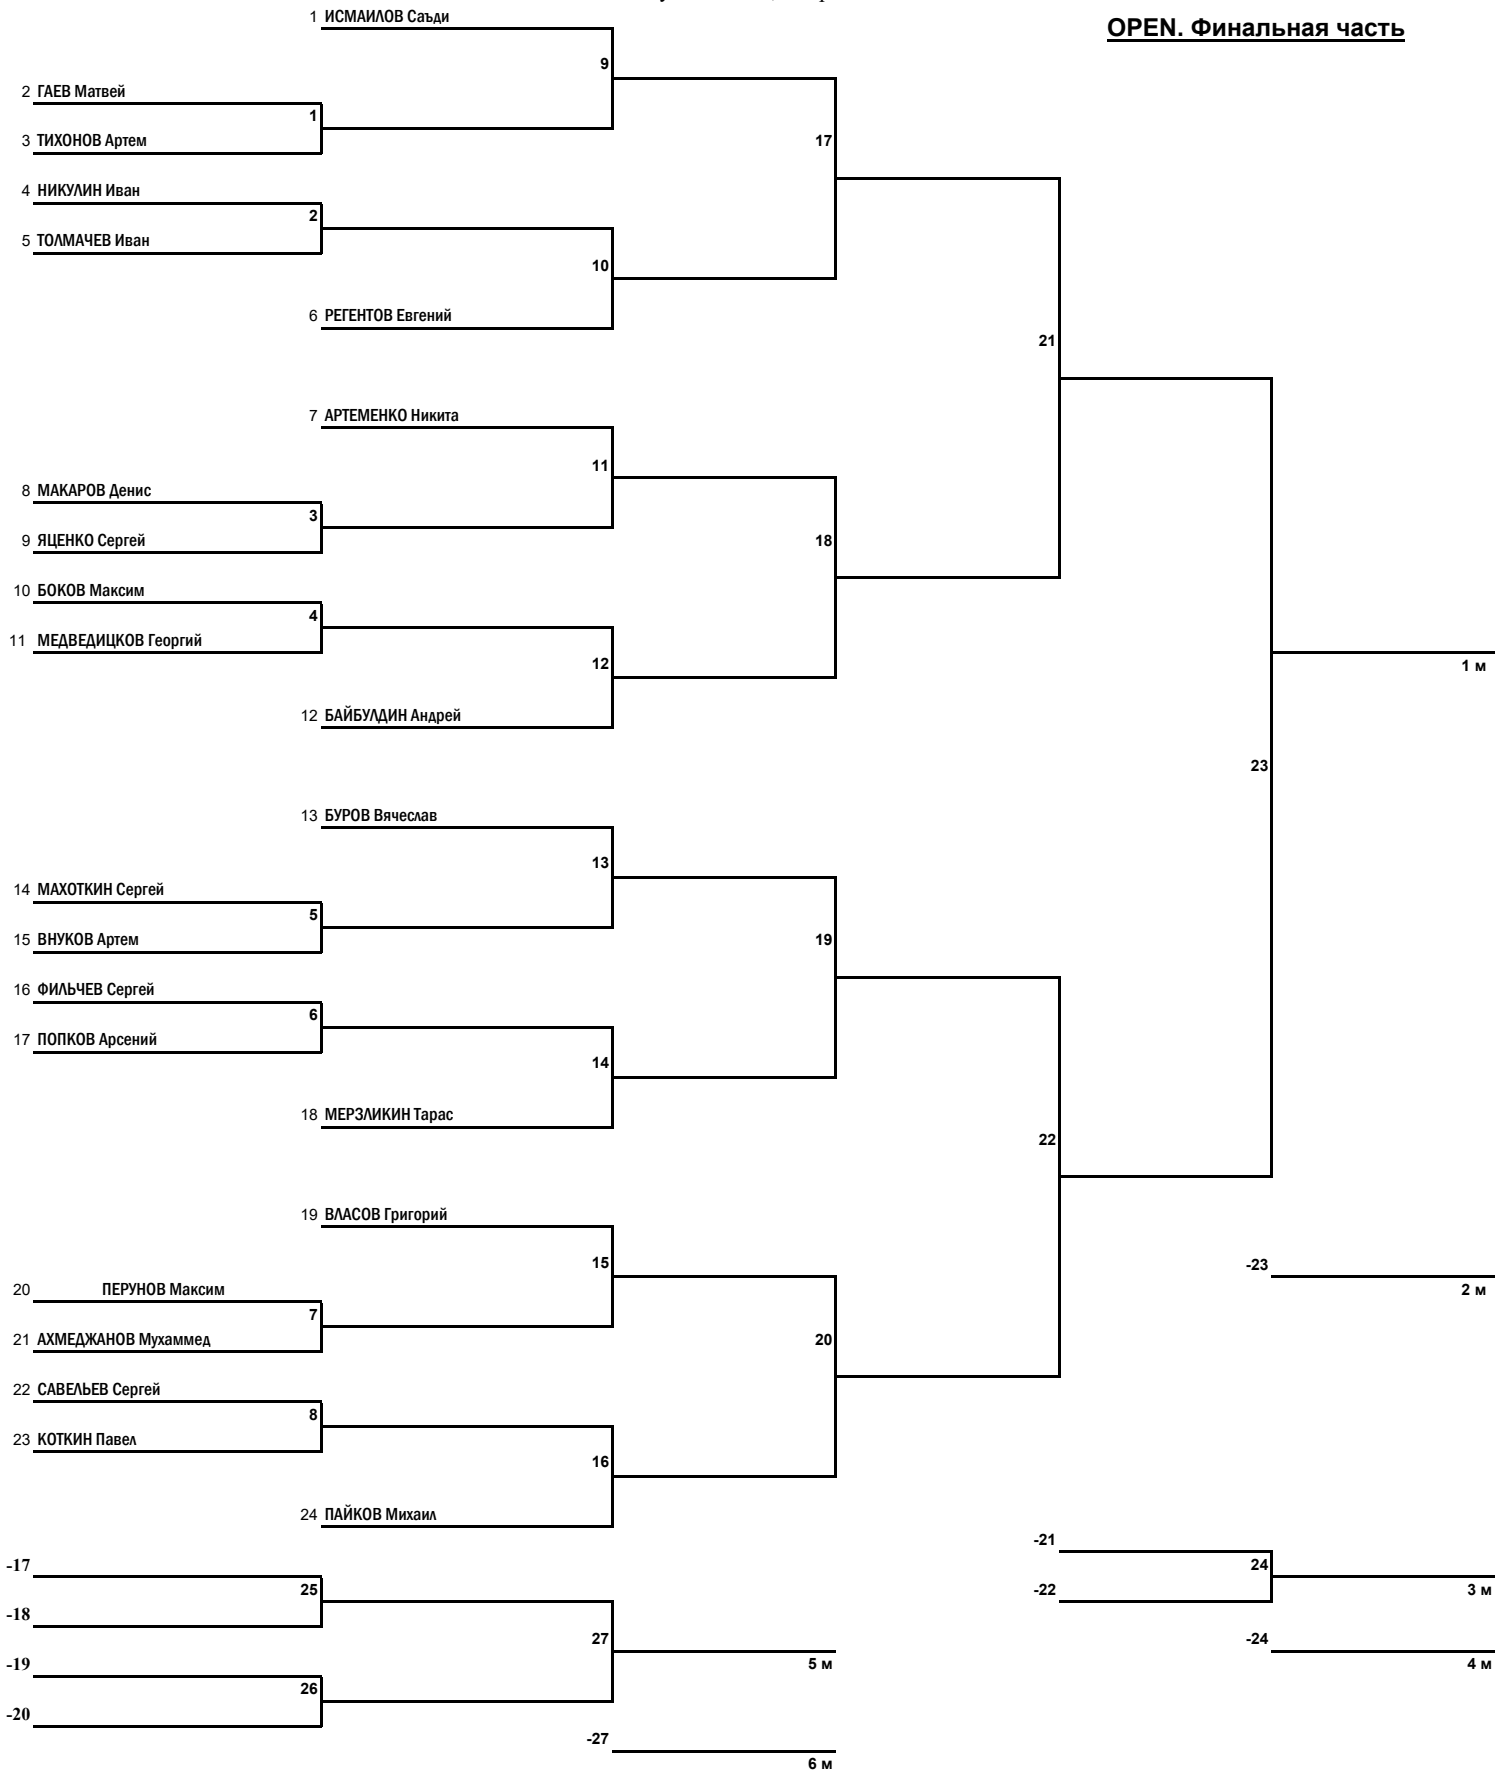 1 ИСМАИЛОВ Саъди
OPEN. Финальная часть
9
2 ГАЕВ Матвей
1
3 ТИХОНОВ Артем
17
4 НИКУЛИН Иван
2
5 ТОЛМАЧЕВ Иван
10
6 РЕГЕНТОВ Евгений
21
7 АРТЕМЕНКО Никита
11
8 МАКАРОВ Денис
3
9 ЯЦЕНКО Сергей
18
10 БОКОВ Максим
4
11 МЕДВЕДИЦКОВ Георгий
12
1 м
12 БАЙБУЛДИН Андрей
23
13 БУРОВ Вячеслав
13
14 МАХОТКИН Сергей
5
15 ВНУКОВ Артем
19
16 ФИЛЬЧЕВ Сергей
6
17 ПОПКОВ Арсений
14
18 МЕРЗЛИКИН Тарас
22
19 ВЛАСОВ Григорий
15
-23
20 ПЕРУНОВ Максим
2 м
7
21 АХМЕДЖАНОВ Мухаммед
20
22 САВЕЛЬЕВ Сергей
8
23 КОТКИН Павел
16
24 ПАЙКОВ Михаил
-21
-17
24
25
-22
3 м
-18
27
-24
-19
5 м
4 м
26
-20
-27
6 м